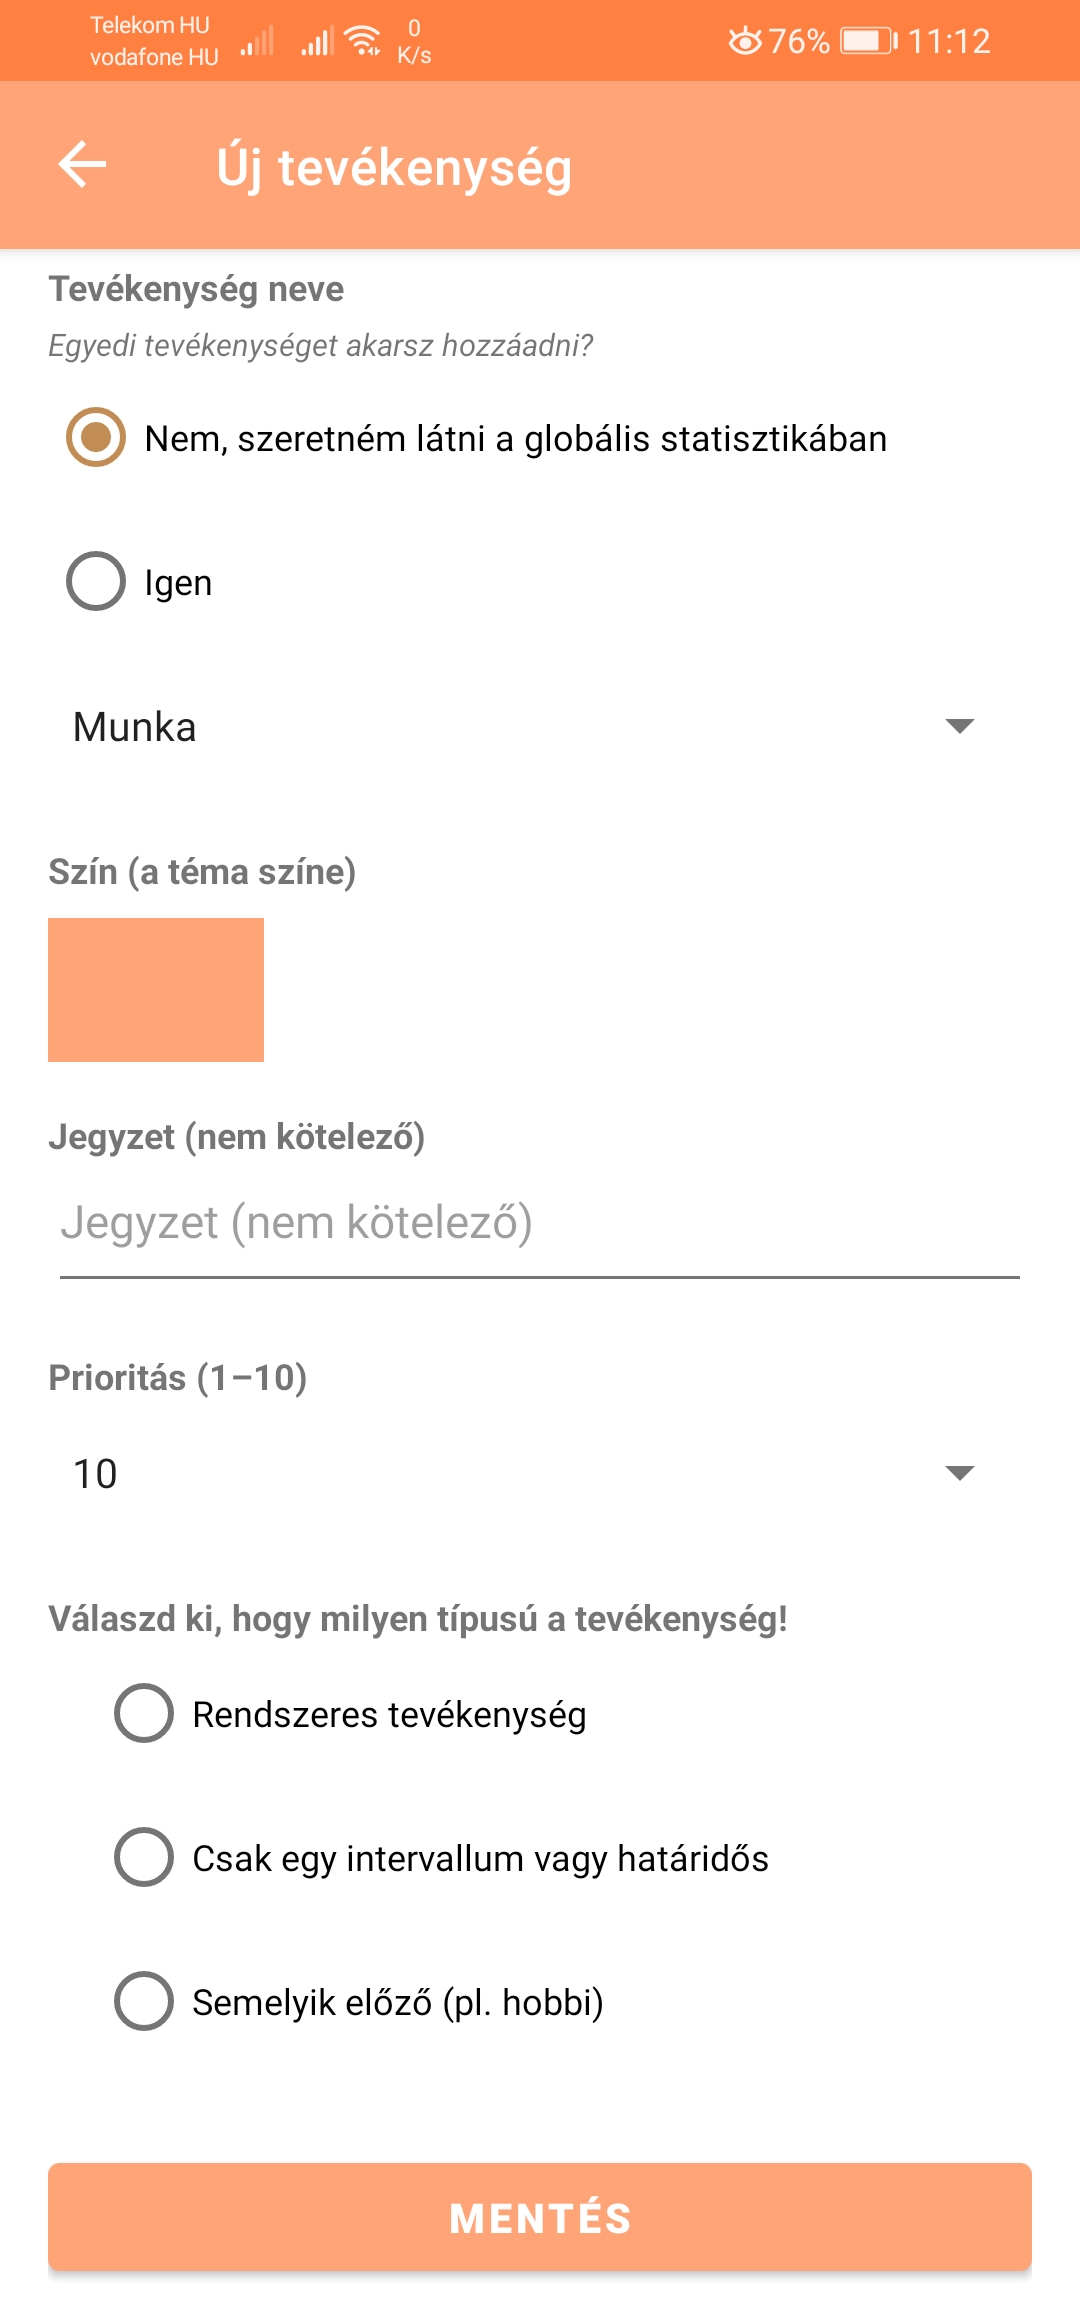 Telekom HU
vodafone HU
0
K/s
76%
11:12
Új tevékenység
Tevékenység neve
Egyedi tevékenységet akarsz hozzáadni?
Nem, szeretném látni a globális statisztikában
Igen
Munka
Szín (a téma színe)
Jegyzet (nem kötelező)
Jegyzet (nem kötelező)
Prioritás (1–10)
10
Válaszd ki, hogy milyen típusú a tevékenység!
Rendszeres tevékenység
Csak egy intervallum vagy határidős
Semelyik előző (pl. hobbi)
MENTÉS